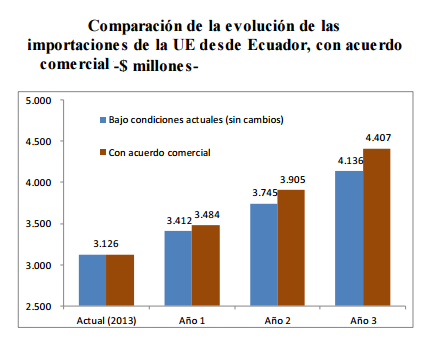 Comparación de la evolución de las
importaciones de la UE desde Ecuador, con acuerdo
comercial -$ millones-
5.000
4.500
4.000
3.500
3.000
2.500
Bajo condiciones actuales (sin cambios)
Con acuerdo comercial
3.126
3.412
3.484
3.745
3.905
4.136
4.407
Actual (2013)
Año 1
Año 2
Año 3